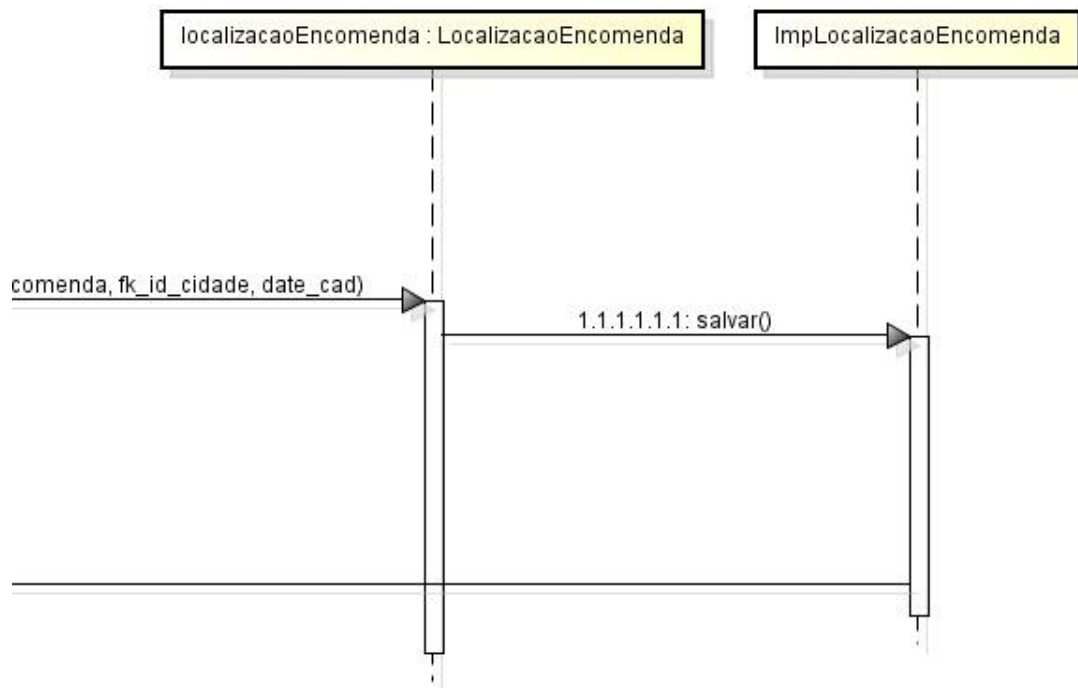 localizacaoEncomenda : LocalizacaoEncomenda
ImpLocalizacaoEncomenda
comenda, fk_id_cidade, date_cad)
1.1.1.1.1.1: salvar()